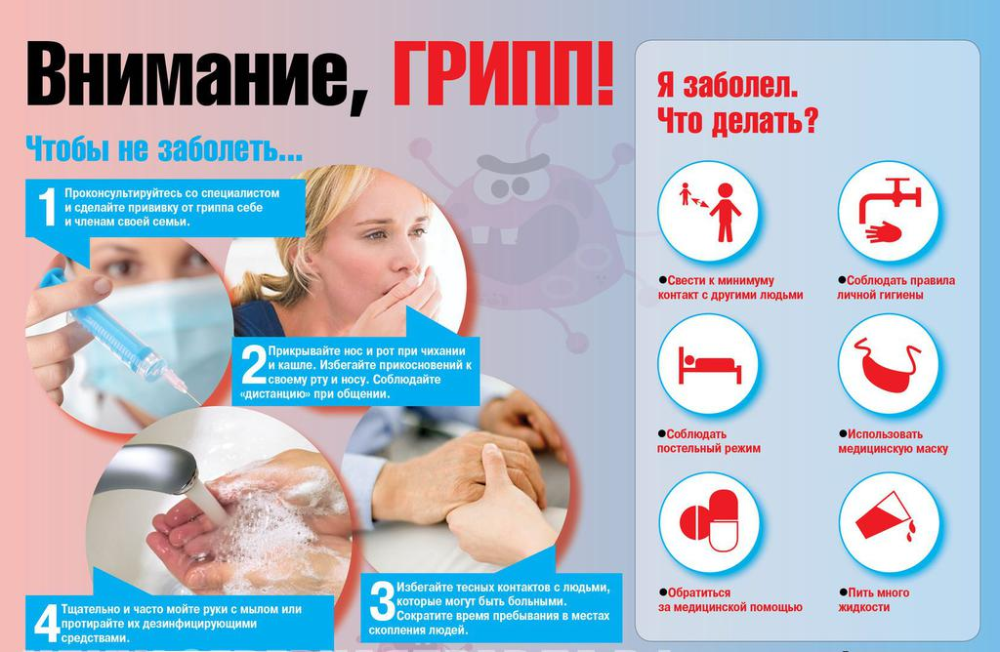 Внимание, ГРИПП!
Чтобы не заболеть...
1 Проконсультируйтесь со специалистом
и сделайте прививку от гриппа себе
и членам своей семьи.
2 Прикрывайте нос и рот при чихании
и кашле. Избегайте прикосновений к
своему рту и носу. Соблюдайте
«дистанцию» при общении.
3 Избегайте тесных контактов с людьми,
которые могут быть больными.
Сократите время пребывания в местах
скопления людей.
4 Тщательно и часто мойте руки с мылом или
протирайте их дезинфицирующими
средствами.
Я заболел.
Что делать?
●Свести к минимуму
контакт с другими людьми
●Соблюдать правила
личной гигиены
●Соблюдать
постельный режим
●Использовать
медицинскую маску
●Обратиться
за медицинской помощью
●Пить много
жидкости